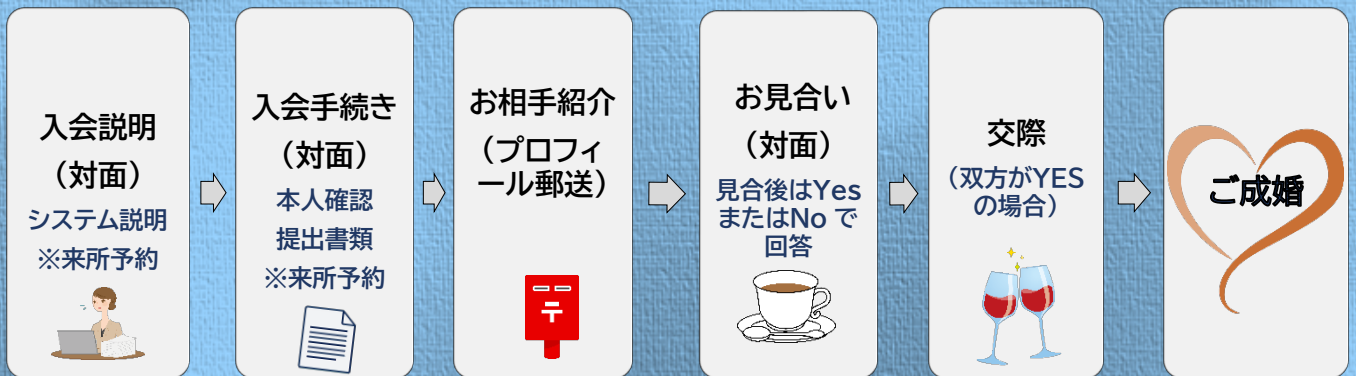 入会説明
（対面）
システム説明
※来所予約
入会手続き
（対面）
本人確認
提出書類
※来所予約
お相手紹介
（プロフィ
ール郵送）
お見合い
（対面）
見合後はYes
またはNo で
回答
交際
（双方がYES
の場合）
ご成婚